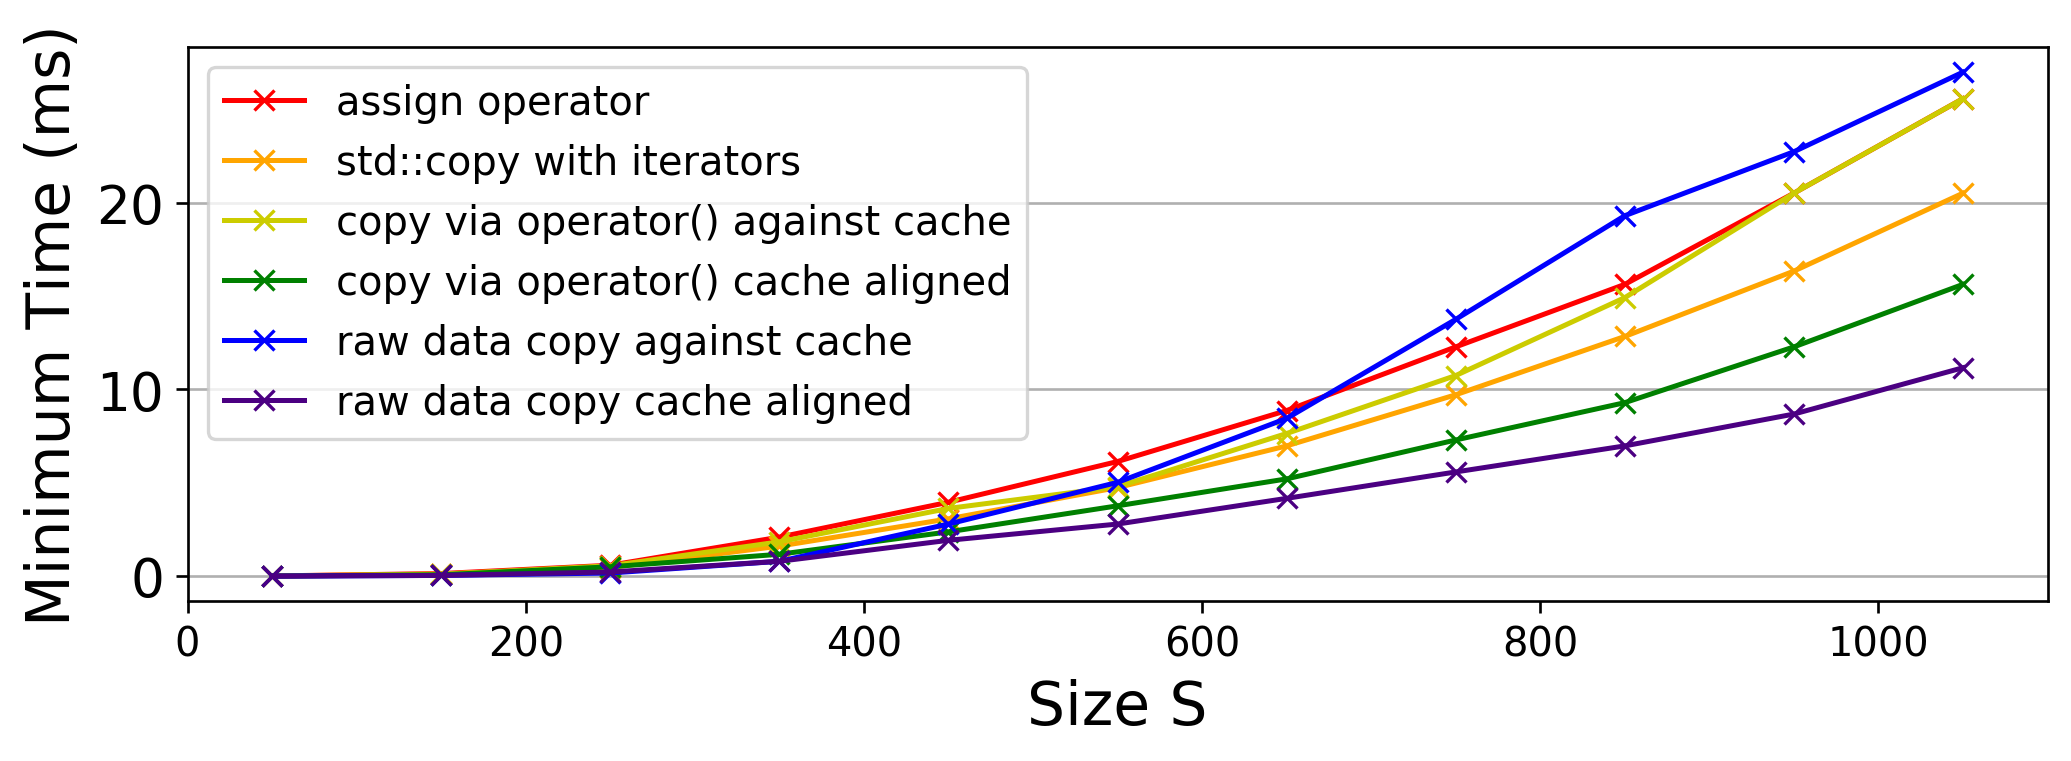 Minimum Time (ms)
20
10
0
assign operator
std::copy with iterators
copy via operator() against cache
copy via operator() cache aligned
raw data copy against cache
raw data copy cache aligned
0 200 400 600 800 1000
Size S